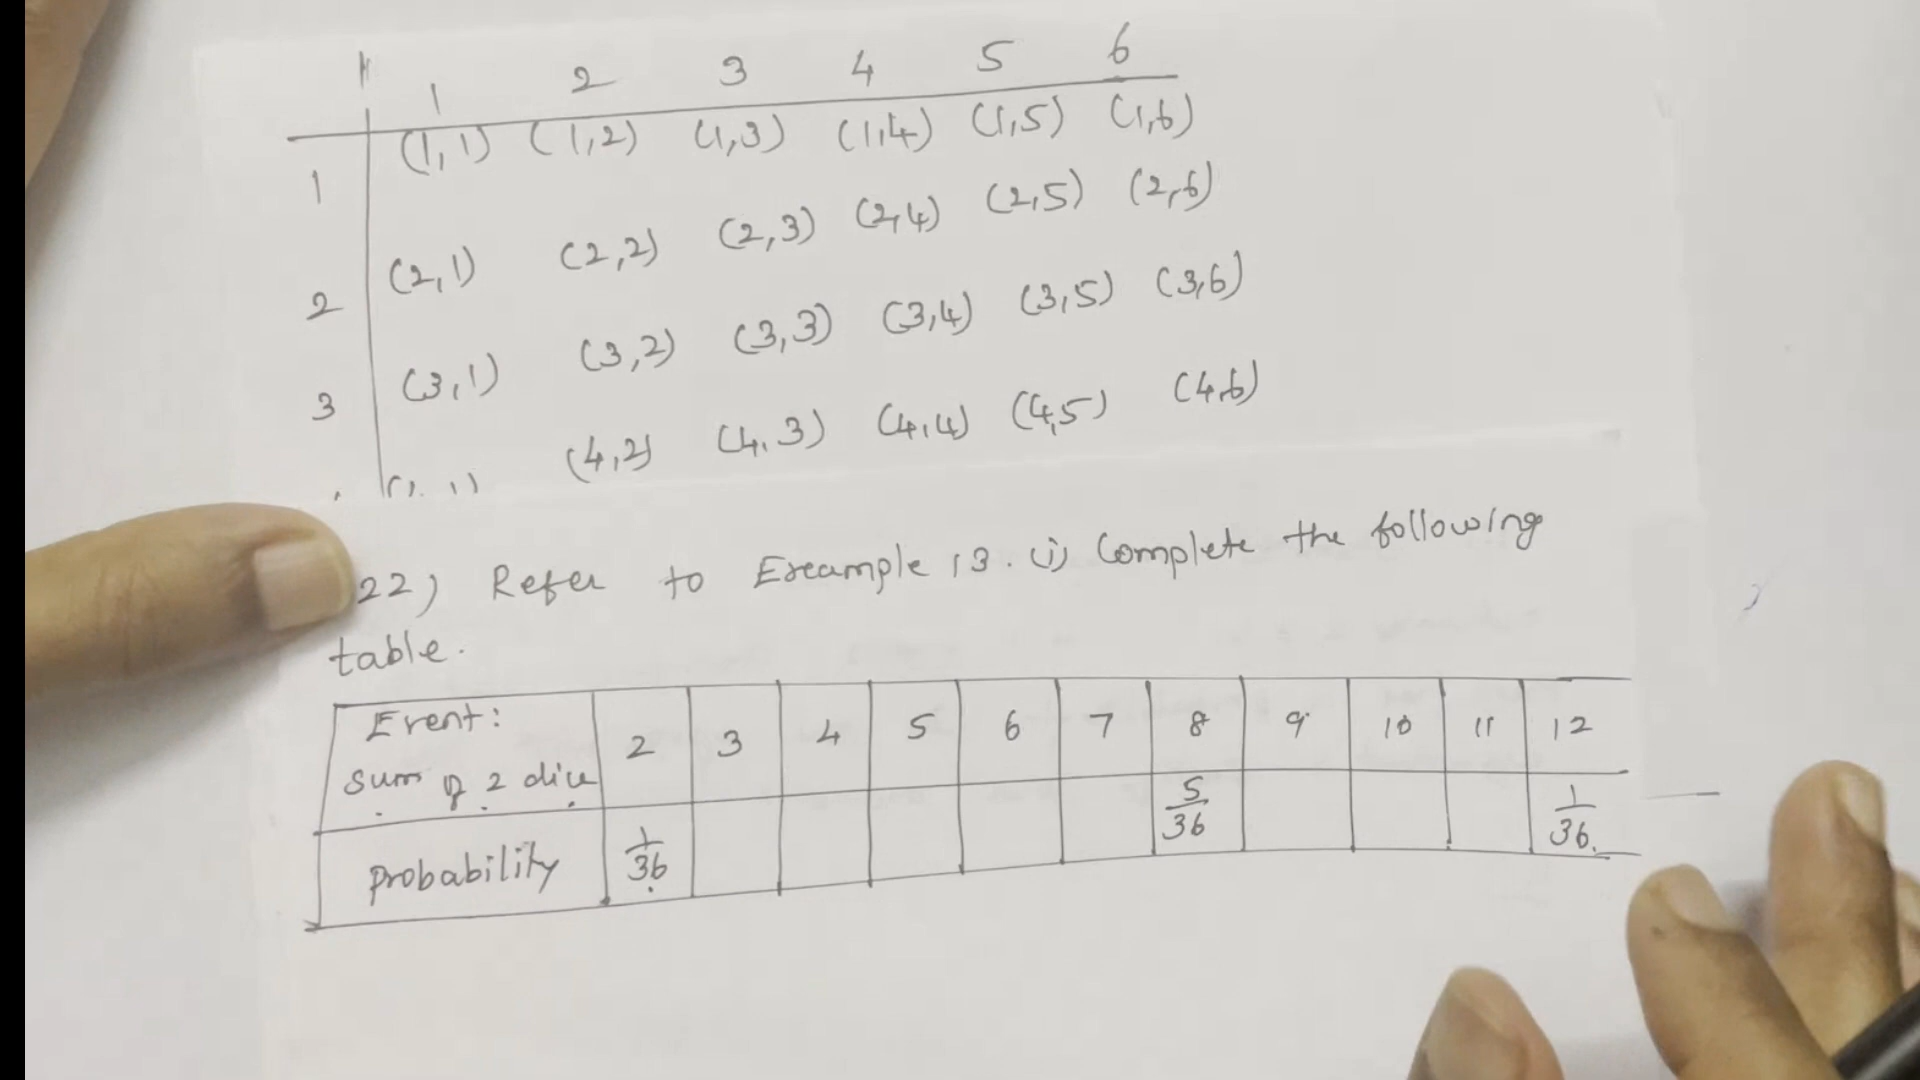 1 2 3 4 5 6
1 (1,1) (1,2) (1,3) (1,4) (1,5) (1,6)
2 (2,1) (2,2) (2,3) (2,4) (2,5) (2,6)
3 (3,1) (3,2) (3,3) (3,4) (3,5) (3,6)
(4,2) (4,3) (4,4) (4,5) (4,6)
22) Refer to Example 13. (i) Complete the following
table.
Event:
Sum of 2 dice 2 3 4 5 6 7 8 9 10 11 12
Probability 1/36 5/36 1/36